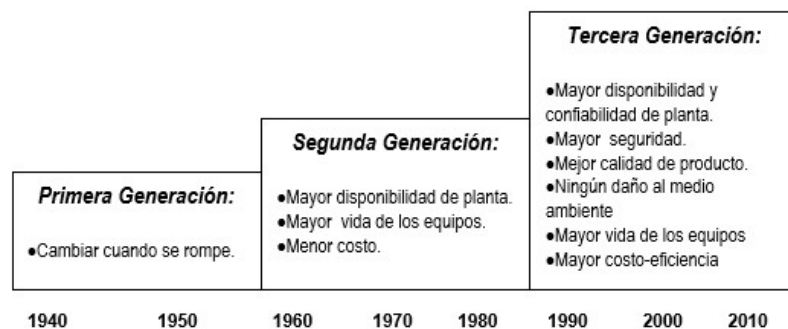 Primera Generación:
●Cambiar cuando se rompe.
Segunda Generación:
●Mayor disponibilidad de planta.
●Mayor vida de los equipos.
●Menor costo.
Tercera Generación:
●Mayor disponibilidad y
confiabilidad de planta.
●Mayor seguridad.
●Mejor calidad de producto.
●Ningún daño al medio
ambiente
●Mayor vida de los equipos
●Mayor costo-eficiencia
1940 1950 1960 1970 1980 1990 2000 2010